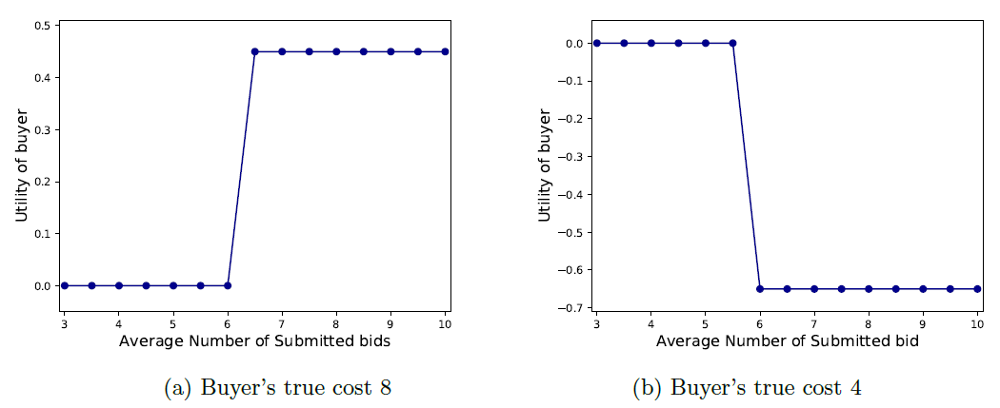 0.5
0.4
0.3
0.2
0.1
0.0
Utility of buyer
3 4 5 6 7 8 9 10
Average Number of Submitted bids
(a) Buyer's true cost 8
0.0
−0.1
−0.2
−0.3
−0.4
−0.5
−0.6
−0.7
Utility of buyer
3 4 5 6 7 8 9 10
Average Number of Submitted bid
(b) Buyer's true cost 4